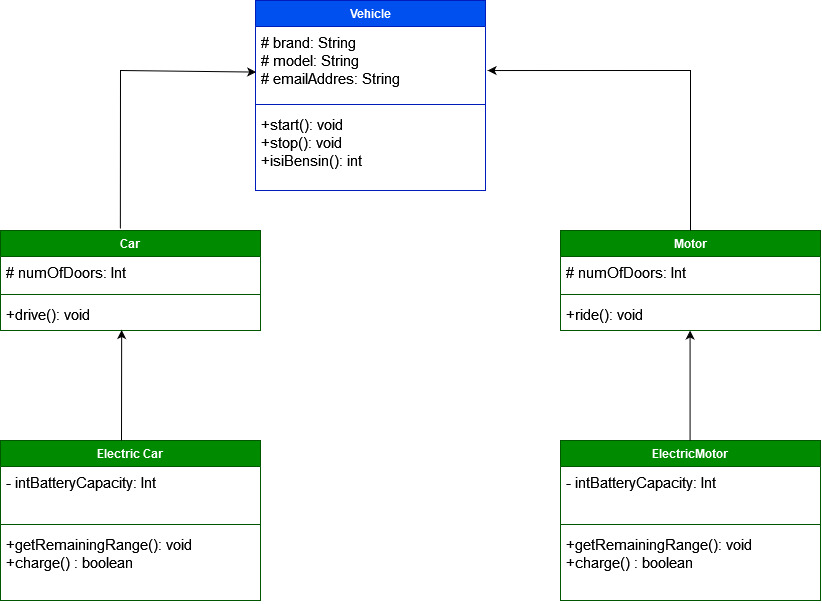 Vehicle
# brand: String
# model: String
# emailAddres: String
+start(): void
+stop(): void
+isiBensin(): int
Car
# numOfDoors: Int
+drive(): void
Motor
# numOfDoors: Int
+ride(): void
Electric Car
- intBatteryCapacity: Int
+getRemainingRange(): void
+charge() : boolean
ElectricMotor
- intBatteryCapacity: Int
+getRemainingRange(): void
+charge() : boolean